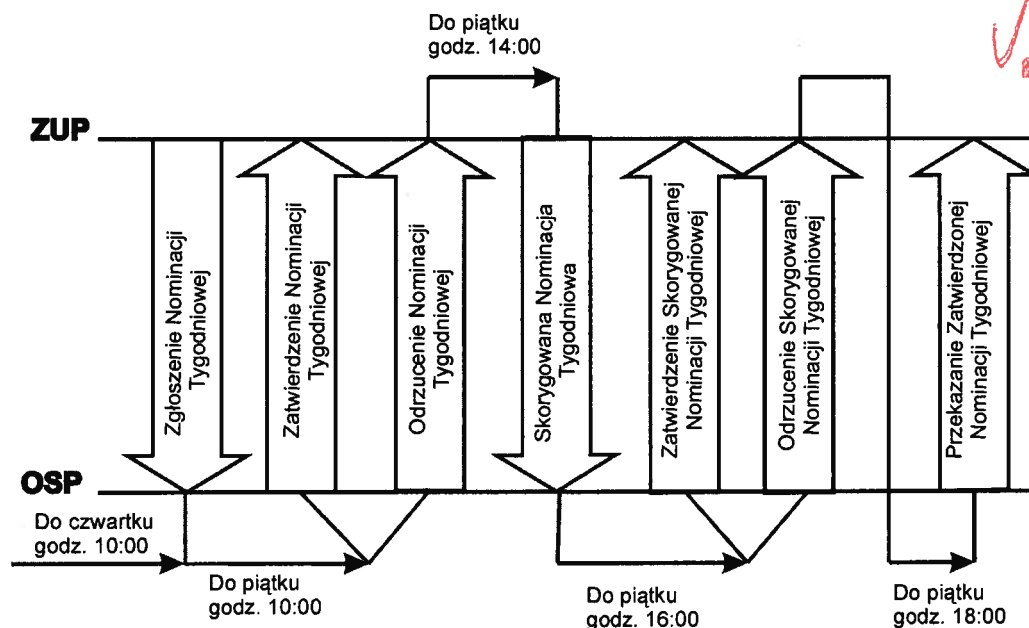 Do piątku
godz. 14:00
ZUP
Zgłoszenie Nominacji
Tygodniowej
Zatwierdzenie Nominacji
Tygodniowej
Odrzucenie Nominacji
Tygodniowej
Skorygowana Nominacja
Tygodniowa
Zatwierdzenie Skorygowanej
Nominacji Tygodniowej
Odrzucenie Skorygowanej
Nominacji Tygodniowej
Przekazanie Zatwierdzonej
Nominacji Tygodniowej
OSP
Do czwartku
godz. 10:00
Do piątku
godz. 10:00
Do piątku
godz. 16:00
Do piątku
godz. 18:00